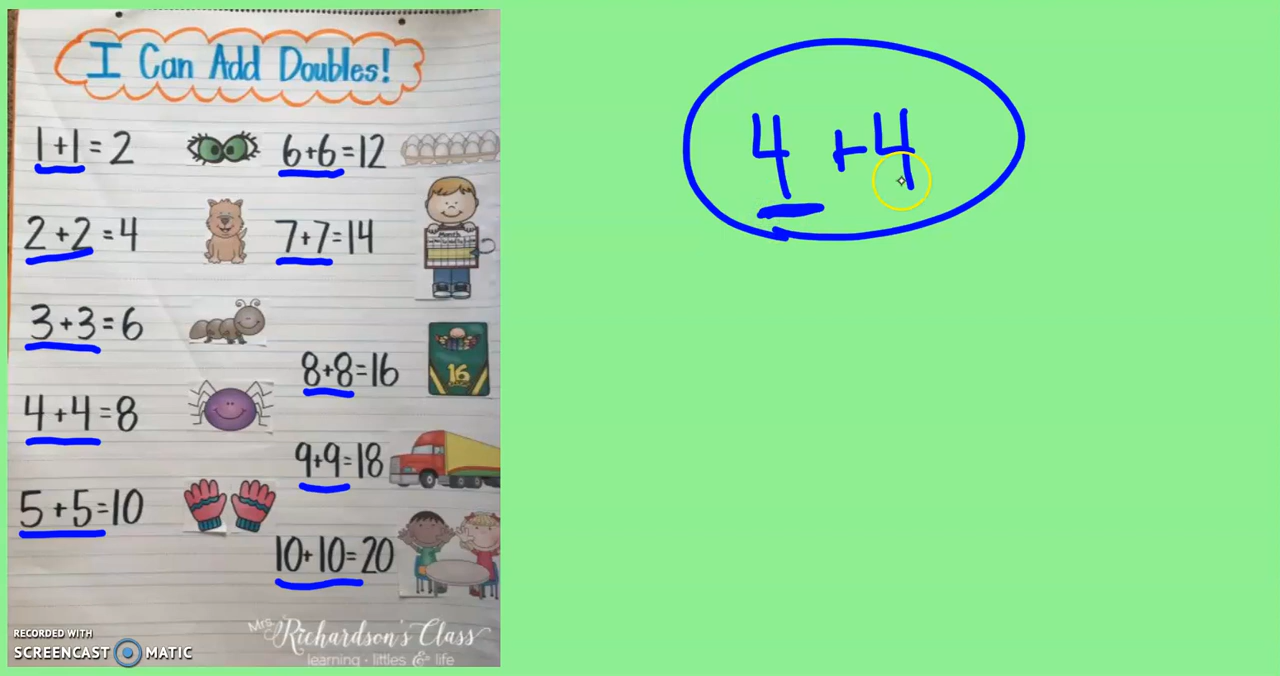 I Can Add Doubles!
1+1=2
2+2=4
3+3=6
4+4=8
5+5=10
6+6=12
7+7=14
Month
8+8=16
16
9+9=18
10+10=20
Mrs. Richardson's Class
learning • littles & life
RECORDED WITH
SCREENCAST MATIC
4+4